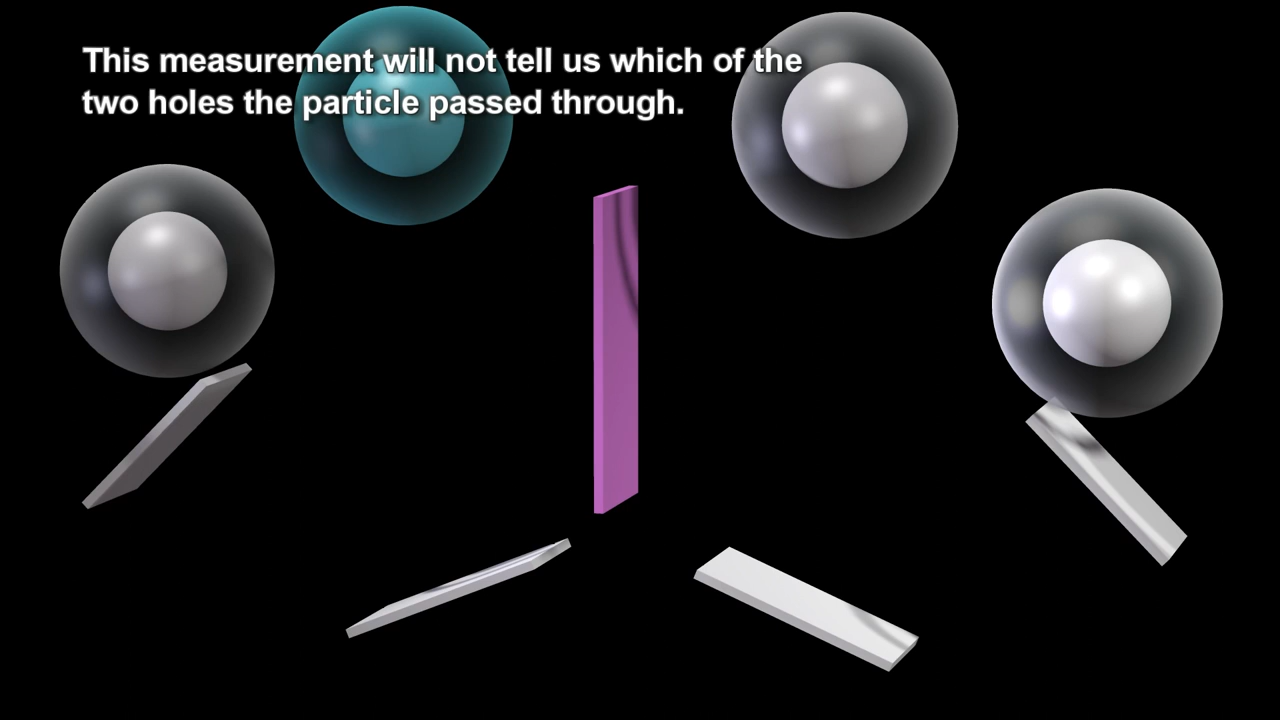 This measurement will not tell us which of the
two holes the particle passed through.